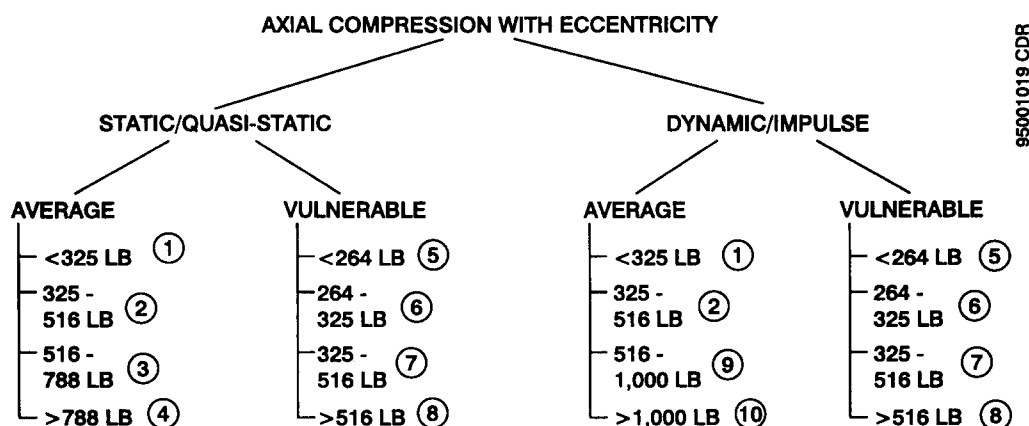 AXIAL COMPRESSION WITH ECCENTRICITY
95001019 CDR
STATIC/QUASI-STATIC
DYNAMIC/IMPULSE
AVERAGE
<325 LB 1
325 -
516 LB 2
516 -
788 LB 3
>788 LB 4
VULNERABLE
<264 LB 5
264 -
325 LB 6
325 -
516 LB 7
>516 LB 8
AVERAGE
<325 LB 1
325 -
516 LB 2
516 -
1,000 LB 9
>1,000 LB 10
VULNERABLE
<264 LB 5
264 -
325 LB 6
325 -
516 LB 7
>516 LB 8